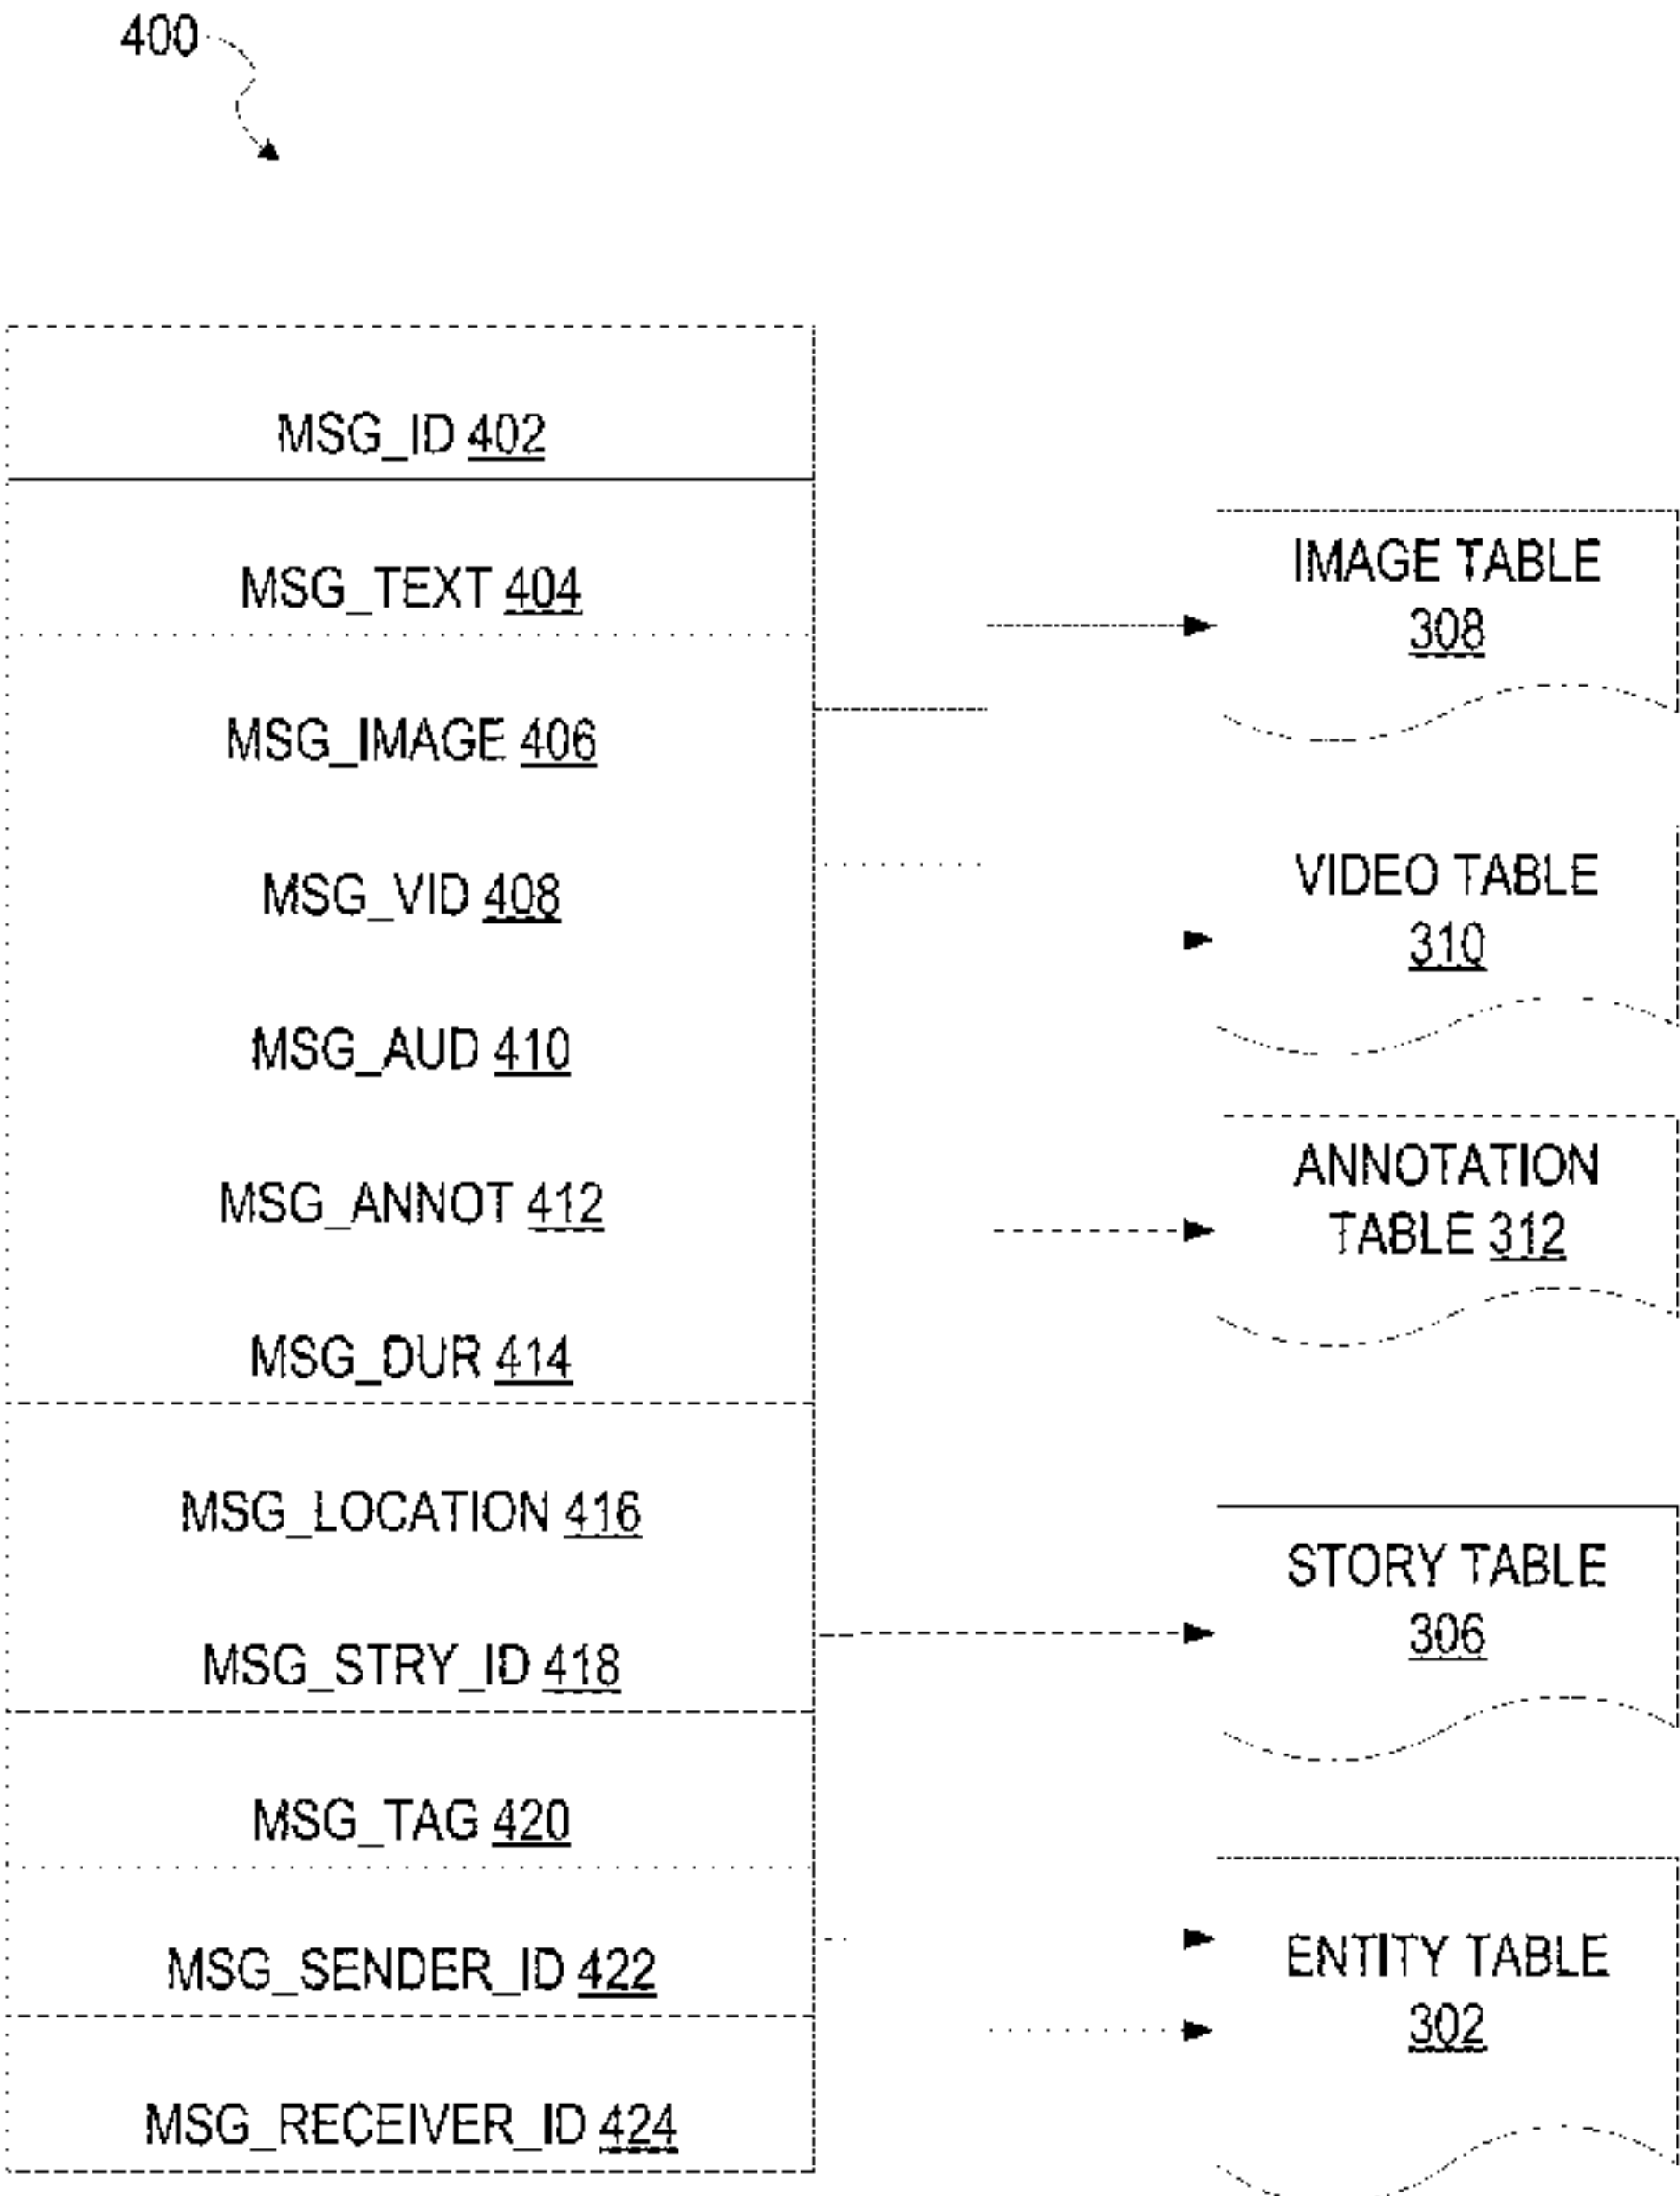 400
MSG_ID 402
MSG_TEXT 404
MSG_IMAGE 406
MSG_VID 408
MSG_AUD 410
MSG_ANNOT 412
MSG_DUR 414
MSG_LOCATION 416
MSG_STRY_ID 418
MSG_TAG 420
MSG_SENDER_ID 422
MSG_RECEIVER_ID 424
IMAGE TABLE
308
VIDEO TABLE
310
ANNOTATION
TABLE 312
STORY TABLE
306
ENTITY TABLE
302